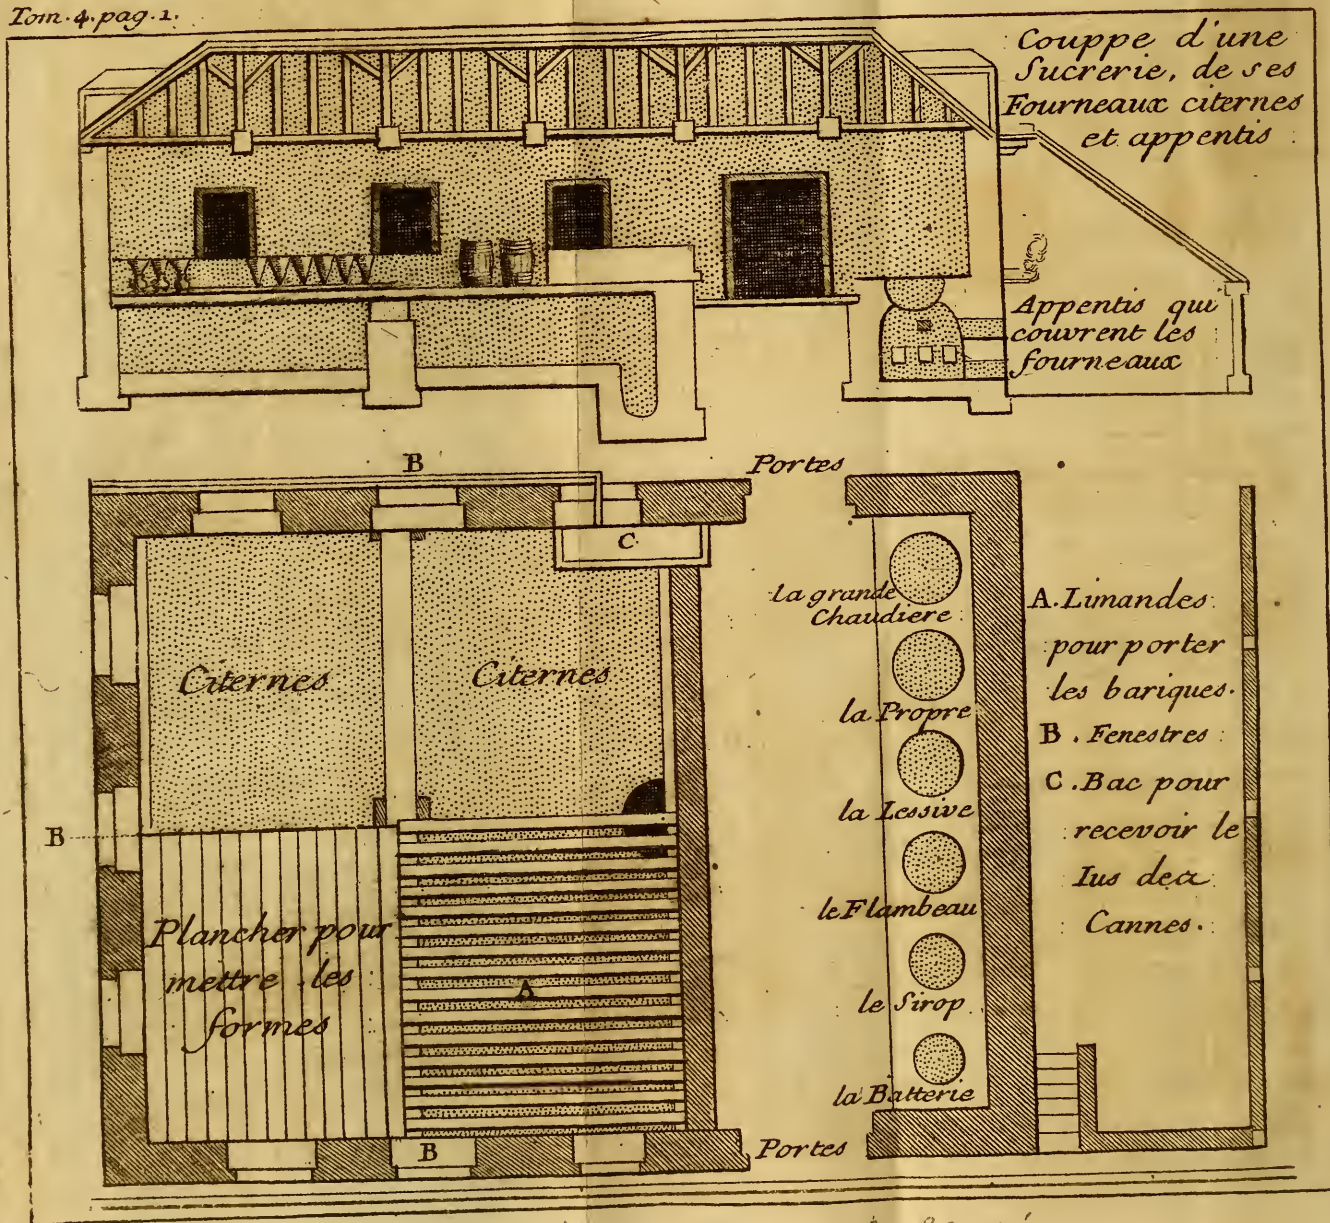 Tom. 4. pag. 1.
Couppe d'une
Sucrerie, de ses
Fourneaux citernes
et appentis
Appentis qui
couvrent les
fourneaux
B
Portes
C
la grande
Chaudiere
Citernes
Citernes
la Propre
la Lessive
B
le Flambeau
Plancher pour
mettre les
formes
A
le Sirop
la Batterie
B
Portes
A. Limandes
pour porter
les bariques.
B. Fenestres
C. Bac pour
recevoir le
Ius des
Cannes.